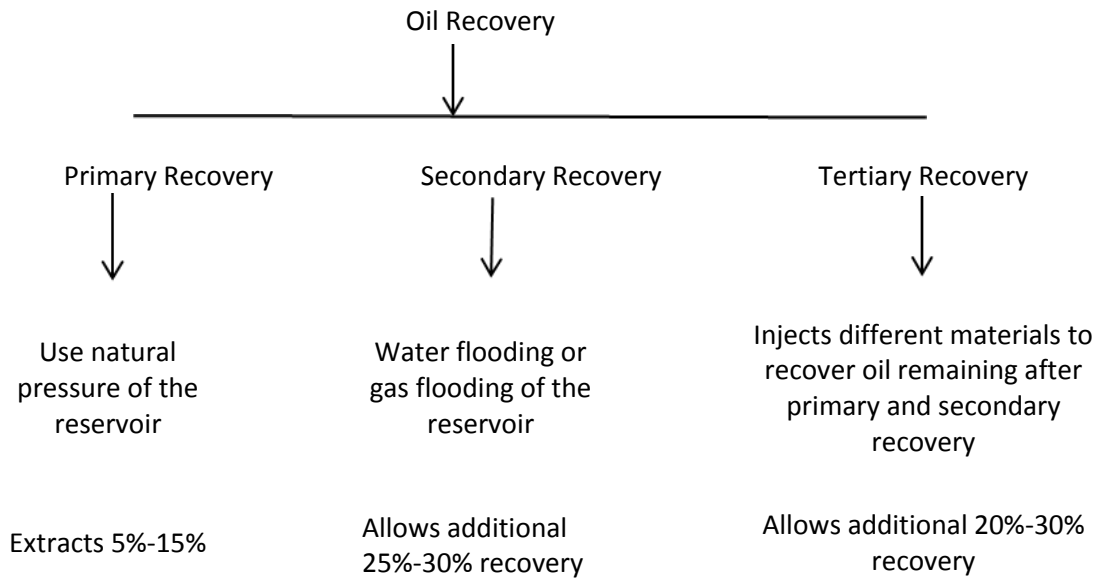 Oil Recovery
Primary Recovery
Secondary Recovery
Tertiary Recovery
Use natural
pressure of the
reservoir
Water flooding or
gas flooding of the
reservoir
Injects different materials to
recover oil remaining after
primary and secondary
recovery
Extracts 5%-15%
Allows additional
25%-30% recovery
Allows additional 20%-30%
recovery